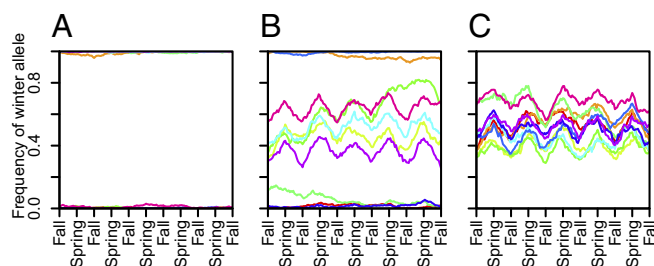 A B C
Frequency of winter allele
0.8
0.4
0.0
Fall Spring Fall Spring Fall Spring Fall Spring Fall Spring Fall
Fall Spring Fall Spring Fall Spring Fall Spring Fall Spring Fall
Fall Spring Fall Spring Fall Spring Fall Spring Fall Spring Fall